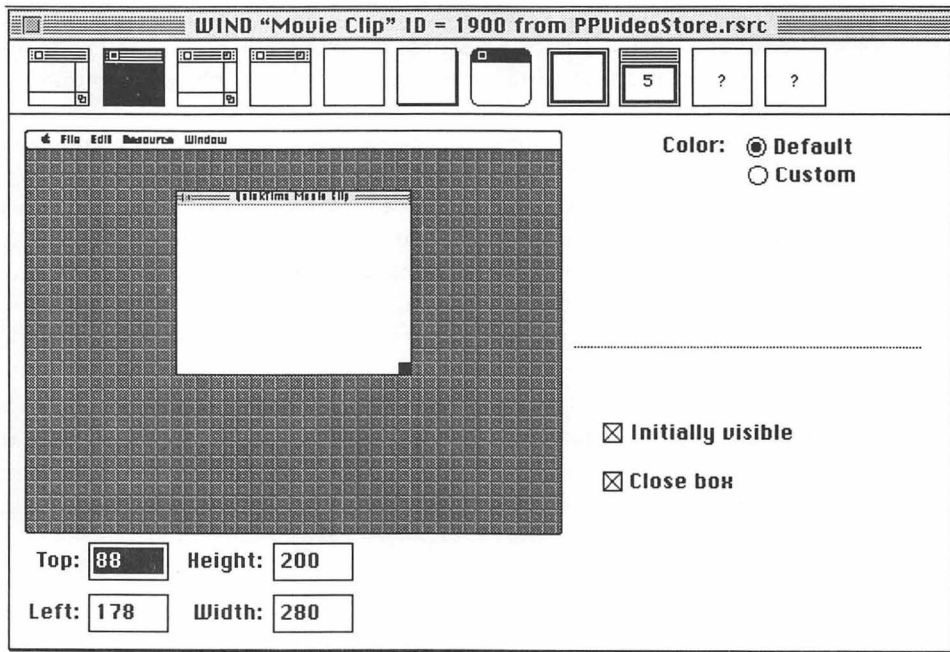 WIND “Movie Clip” ID = 1900 from PPVideoStore.rsrc
5 ? ?
File Edit Resource Window
QuickTime Movie Clip
Color: Default
Custom
Initially visible
Close box
Top: 88 Height: 200
Left: 178 Width: 280